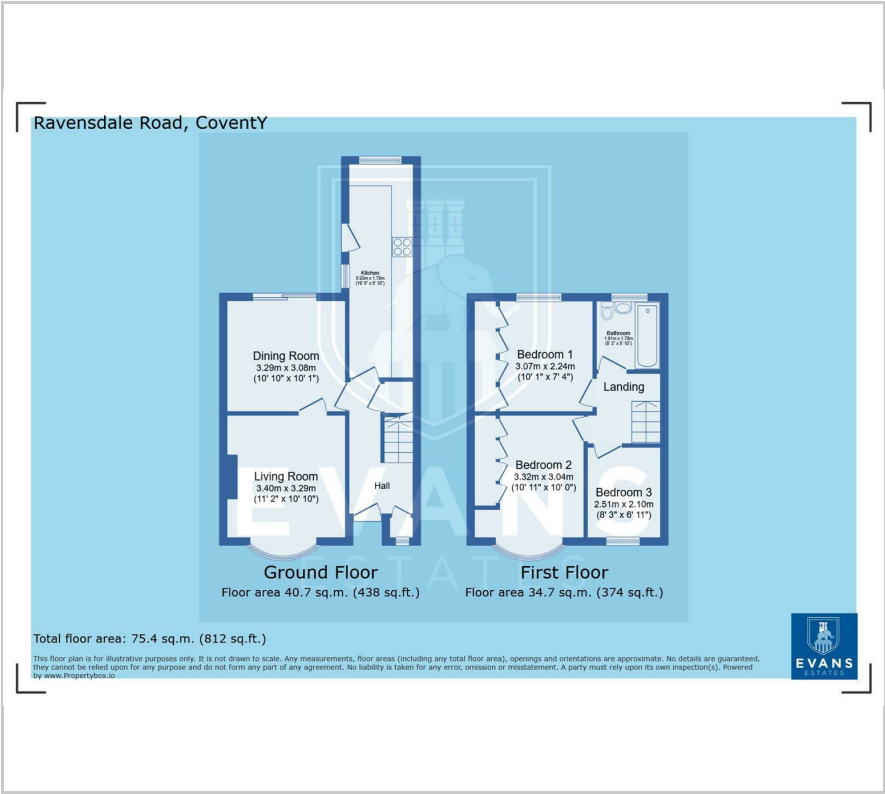 Ravensdale Road, CoventY
Kitchen
5.93m x 1.78m
(19' 5" x 5' 10")
Dining Room
3.29m x 3.08m
(10' 10" x 10' 1")
Living Room
3.40m x 3.29m
(11' 2" x 10' 10")
Hall
Bedroom 1
3.07m x 2.24m
(10' 1" x 7' 4")
Bathroom
1.91m x 1.78m
(6' 3" x 5' 10")
Landing
Bedroom 2
3.32m x 3.04m
(10' 11" x 10' 0")
Bedroom 3
2.51m x 2.10m
(8' 3" x 6' 11")
EVANS
ESTATES
Ground Floor
Floor area 40.7 sq.m. (438 sq.ft.)
First Floor
Floor area 34.7 sq.m. (374 sq.ft.)
Total floor area: 75.4 sq.m. (812 sq.ft.)
This floor plan is for illustrative purposes only. It is not drawn to scale. Any measurements, floor areas (including any total floor area), openings and orientations are approximate. No details are guaranteed,
they cannot be relied upon for any purpose and do not form any part of any agreement. No liability is taken for any error, omission or misstatement. A party must rely upon its own inspection(s). Powered
by www.Propertybox.io
EVANS
ESTATES